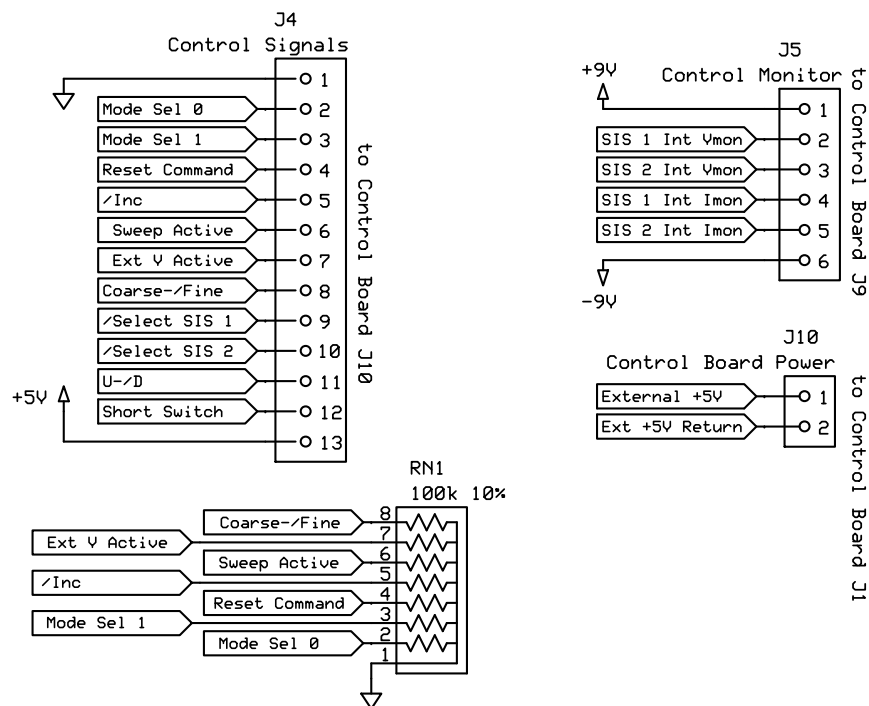 J4
Control Signals
1
Mode Sel 0
2
Mode Sel 1
3
Reset Command
4
/Inc
5
Sweep Active
6
Ext V Active
7
Coarse-/Fine
8
/Select SIS 1
9
/Select SIS 2
10
U-/D
11
+5V
Short Switch
12
13
to Control Board J10
J5
Control Monitor
+9V
1
SIS 1 Int Vmon
2
SIS 2 Int Vmon
3
SIS 1 Int Imon
4
SIS 2 Int Imon
5
6
-9V
to Control Board J9
J10
Control Board Power
External +5V
1
Ext +5V Return
2
to Control Board J1
RN1
100k 10%
Coarse-/Fine
8
Ext V Active
7
Sweep Active
6
/Inc
5
Reset Command
4
Mode Sel 1
3
Mode Sel 0
2
1